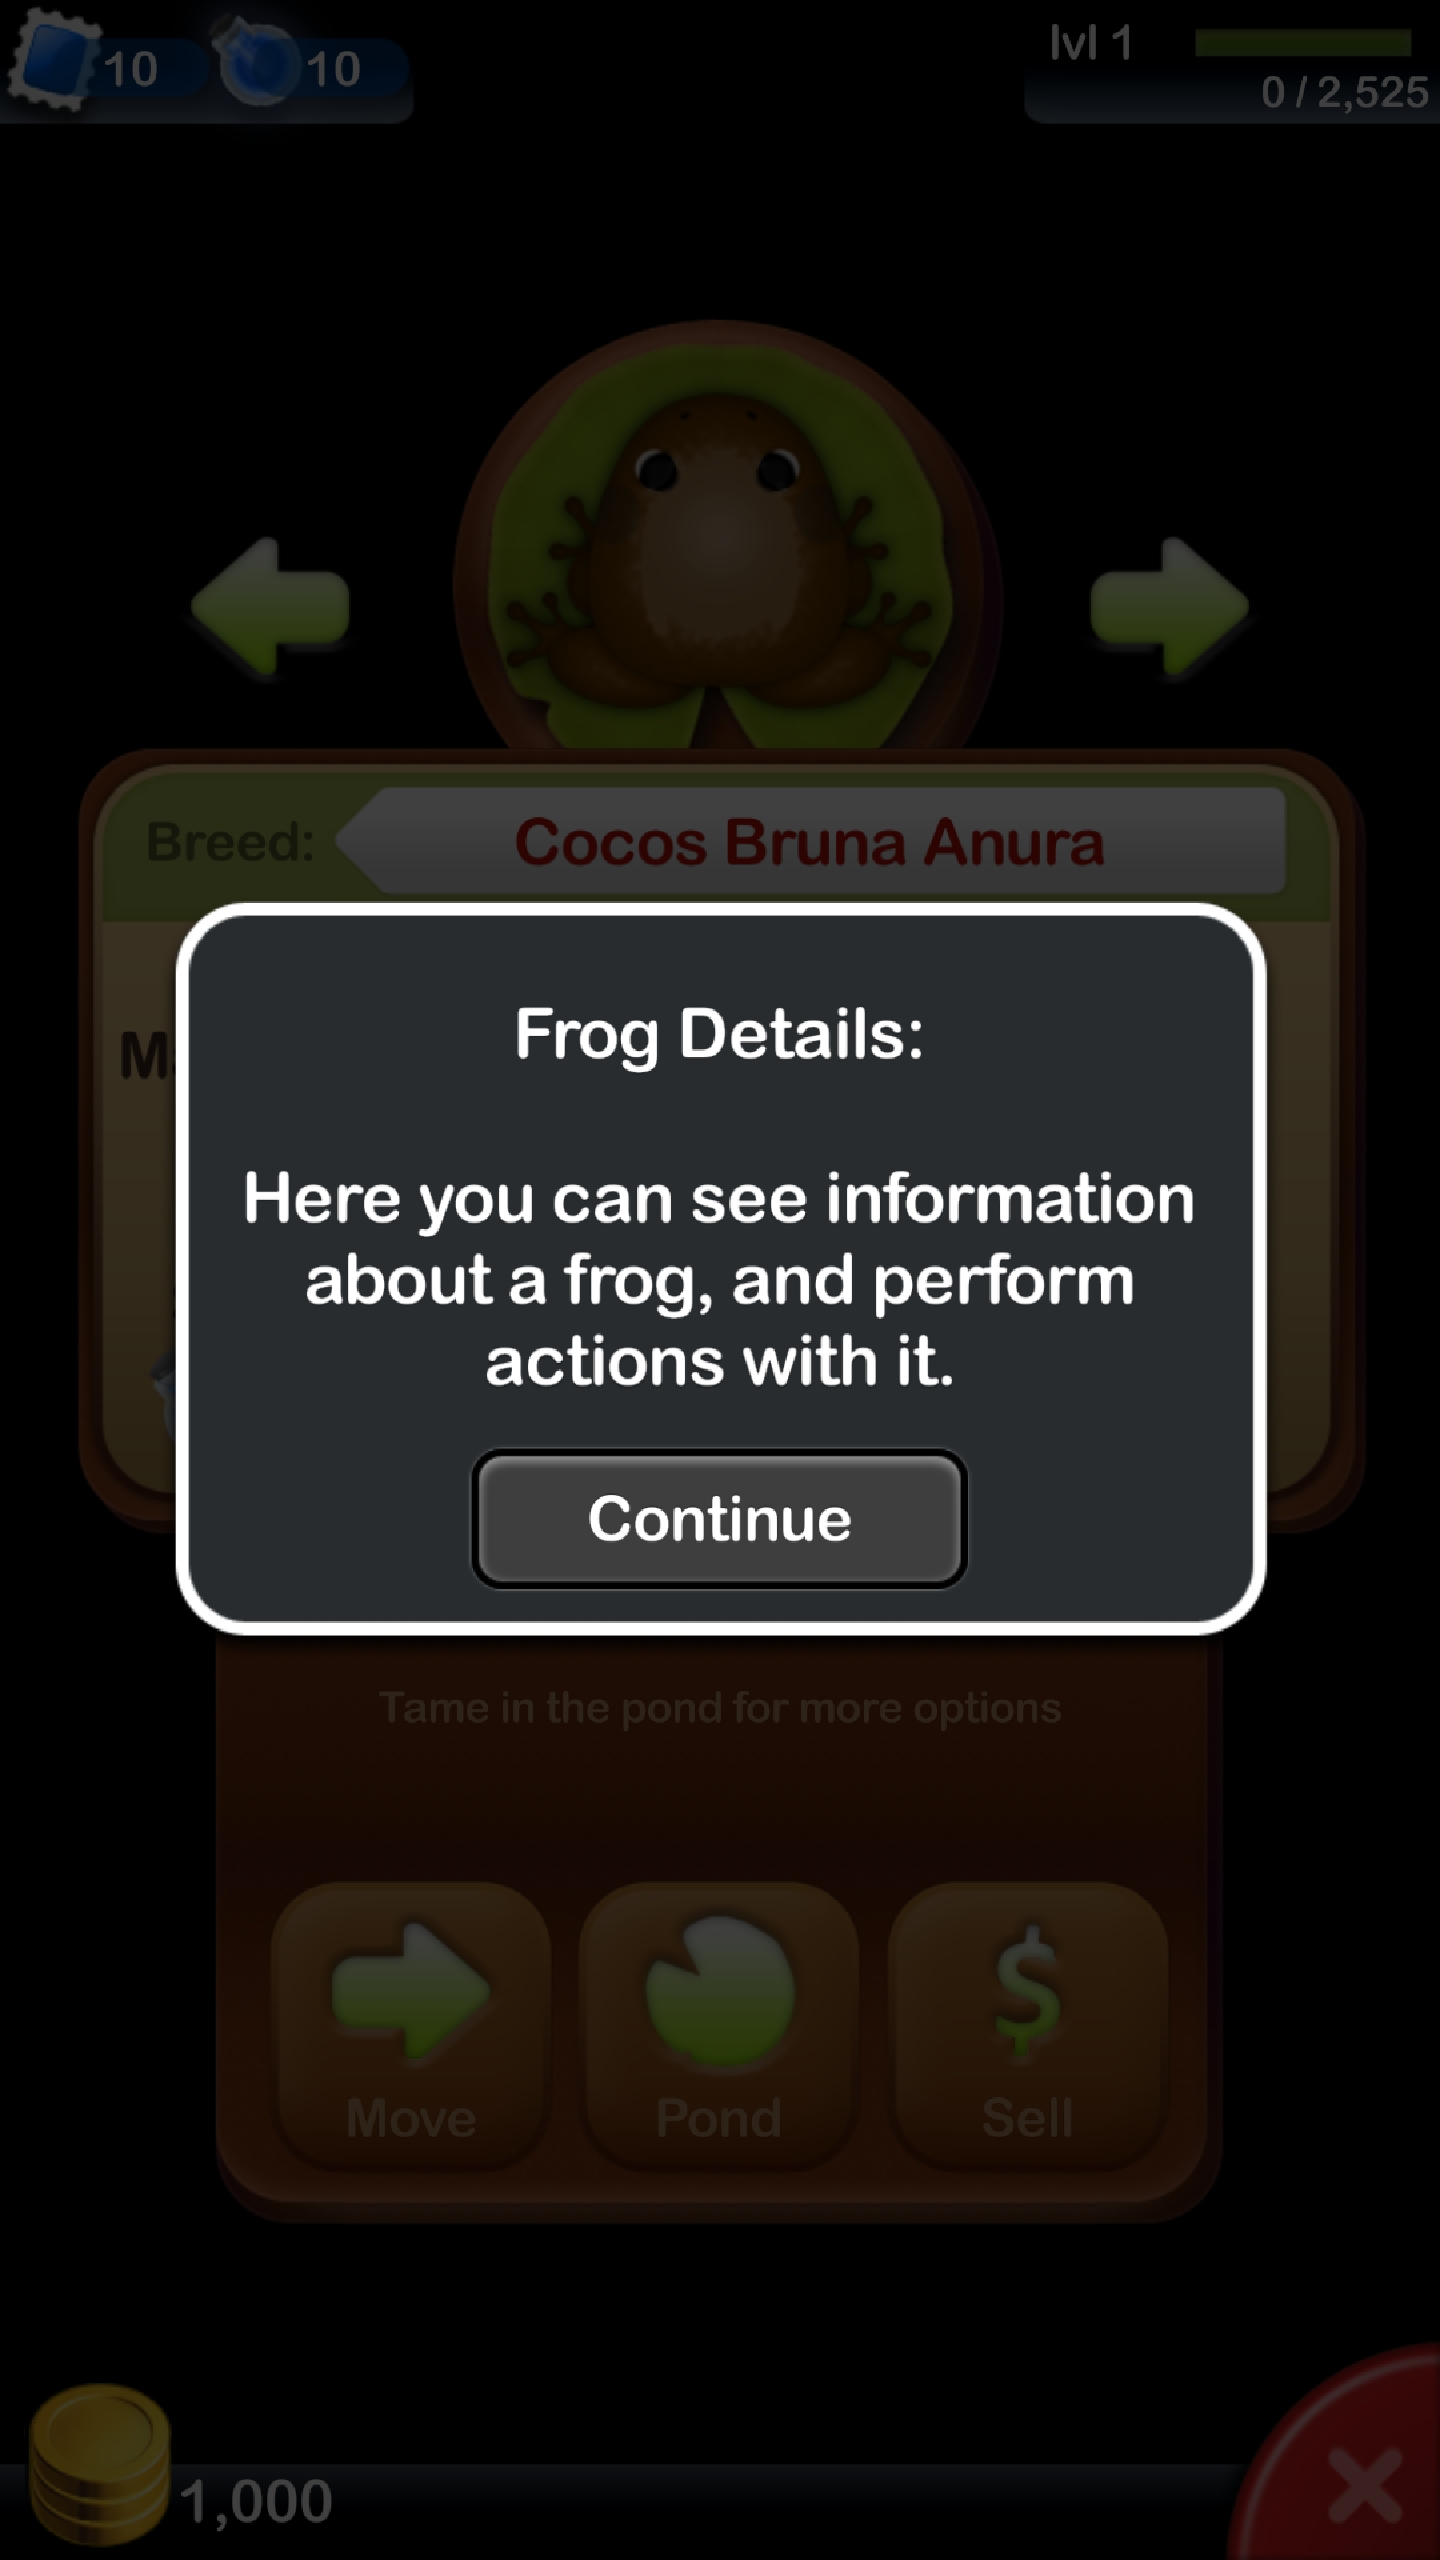 10
10
lvl 1
0 / 2,525
Breed:
Cocos Bruna Anura
Frog Details:
Here you can see information
about a frog, and perform
actions with it.
Continue
Tame in the pond for more options
Move
Pond
Sell
1,000